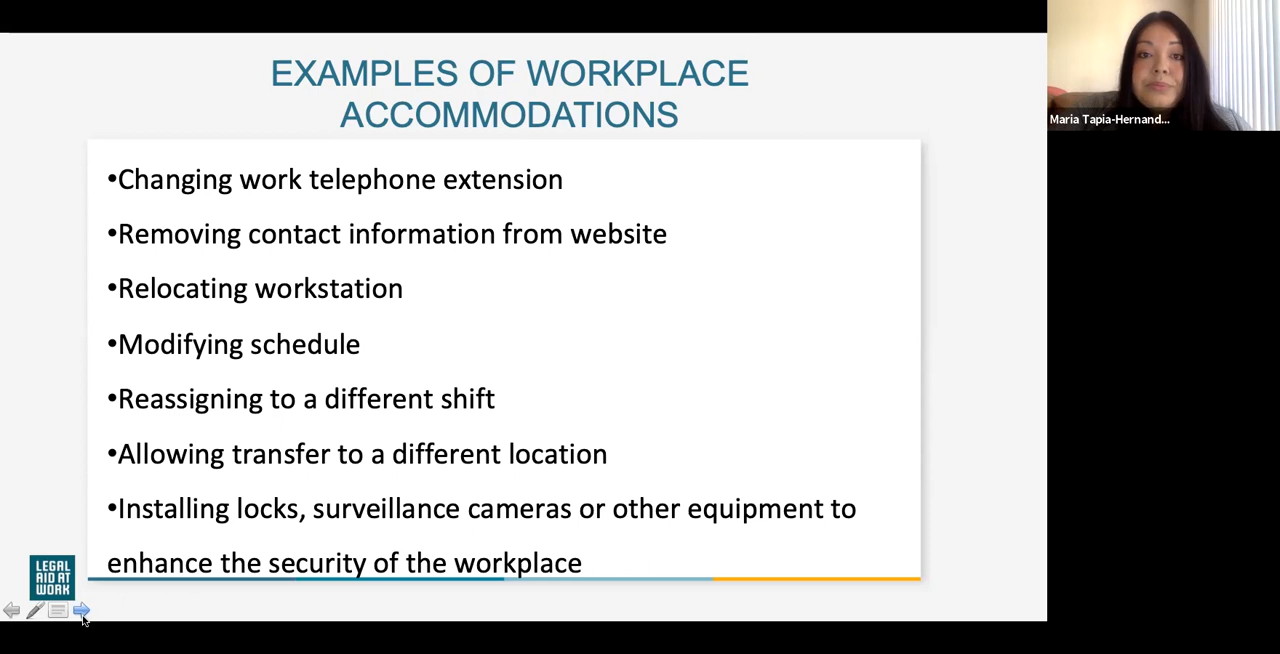 EXAMPLES OF WORKPLACE
ACCOMMODATIONS
•Changing work telephone extension
•Removing contact information from website
•Relocating workstation
•Modifying schedule
•Reassigning to a different shift
•Allowing transfer to a different location
•Installing locks, surveillance cameras or other equipment to
enhance the security of the workplace
LEGAL
AID AT
WORK
Maria Tapia-Hernand...